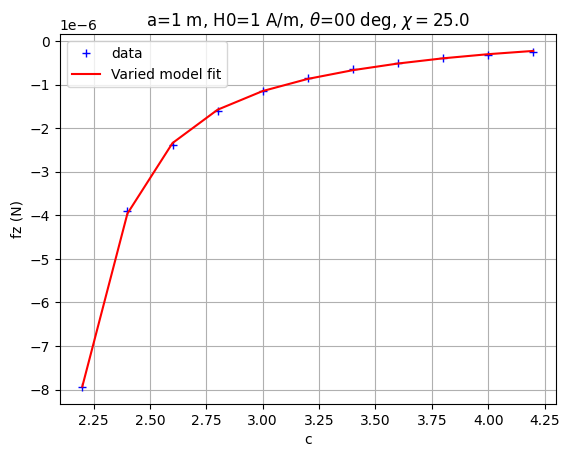 a=1 m, H0=1 A/m, θ=00 deg, χ = 25.0
1e−6
data
Varied model fit
0
−1
−2
−3
−4
−5
−6
−7
−8
fz (N)
2.25 2.50 2.75 3.00 3.25 3.50 3.75 4.00 4.25
c